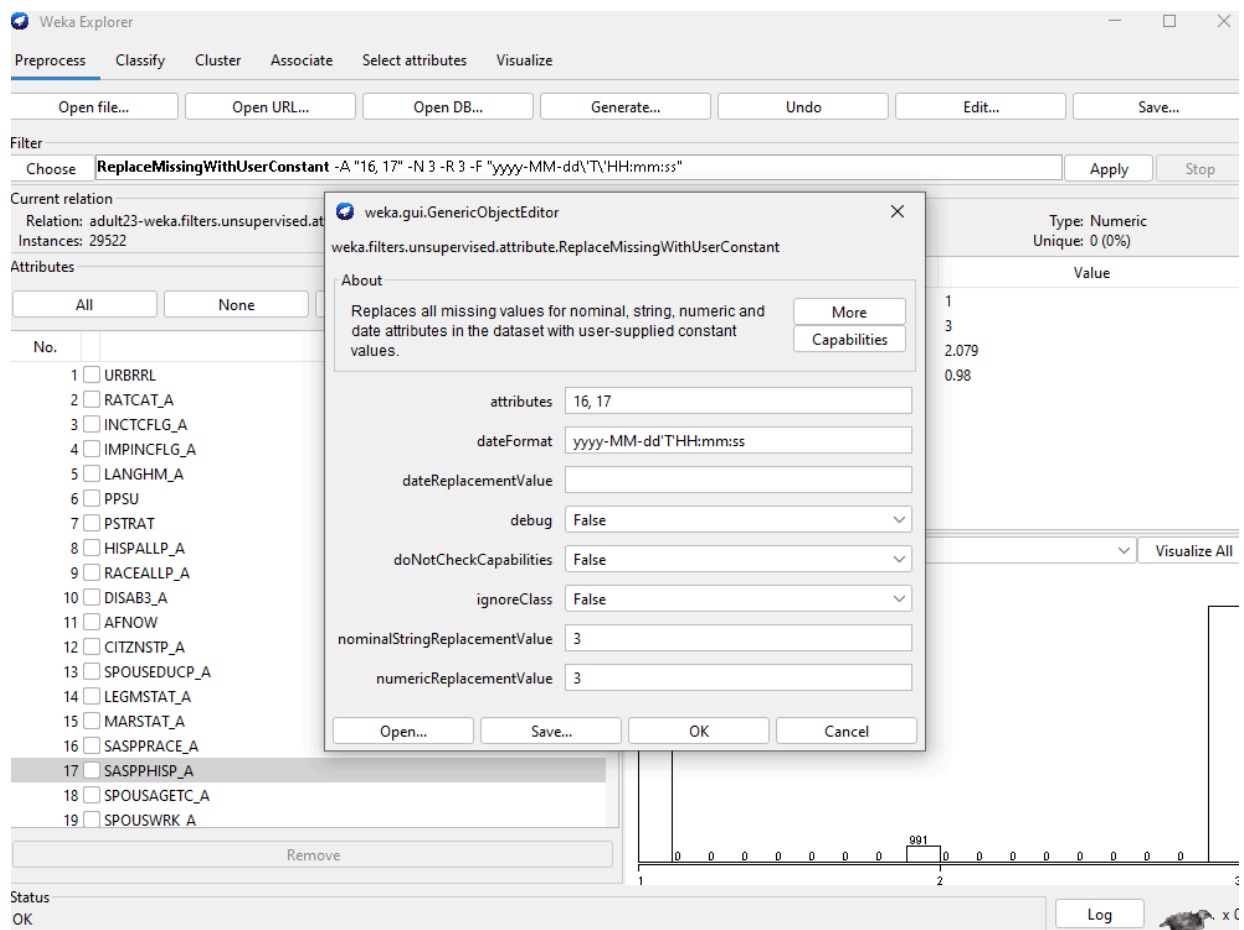 Weka Explorer
Preprocess Classify Cluster Associate Select attributes Visualize
Open file... Open URL... Open DB... Generate... Undo Edit... Save...
Filter
Choose ReplaceMissingWithUserConstant -A "16, 17" -N 3 -R 3 -F "yyyy-MM-dd\'T\'HH:mm:ss" Apply Stop
Current relation
Relation: adult23-weka.filters.unsupervised.at
Instances: 29522
Type: Numeric
Unique: 0 (0%)
Attributes
All None
No.
1 URBRRL
2 RATCAT_A
3 INCTCFLG_A
4 IMPINCFLG_A
5 LANGHM_A
6 PPSU
7 PSTRAT
8 HISPALLP_A
9 RACEALLP_A
10 DISAB3_A
11 AFNOW
12 CITZNSTP_A
13 SPOUSEDUCP_A
14 LEGMSTAT_A
15 MARSTAT_A
16 SASPPRACE_A
17 SASPPHISP_A
18 SPOUSAGETC_A
19 SPOUSWRK_A
Remove
weka.gui.GenericObjectEditor
weka.filters.unsupervised.attribute.ReplaceMissingWithUserConstant
About
Replaces all missing values for nominal, string, numeric and
date attributes in the dataset with user-supplied constant
values.
More
Capabilities
attributes 16, 17
dateFormat yyyy-MM-dd'T'HH:mm:ss
dateReplacementValue
debug False
doNotCheckCapabilities False
ignoreClass False
nominalStringReplacementValue 3
numericReplacementValue 3
Open... Save... OK Cancel
Value
1
3
2.079
0.98
Visualize All
991
0 0 0 0 0 0 0 0 0 0 0 0 0 0 0
1 2 3
Status
OK
Log x 0